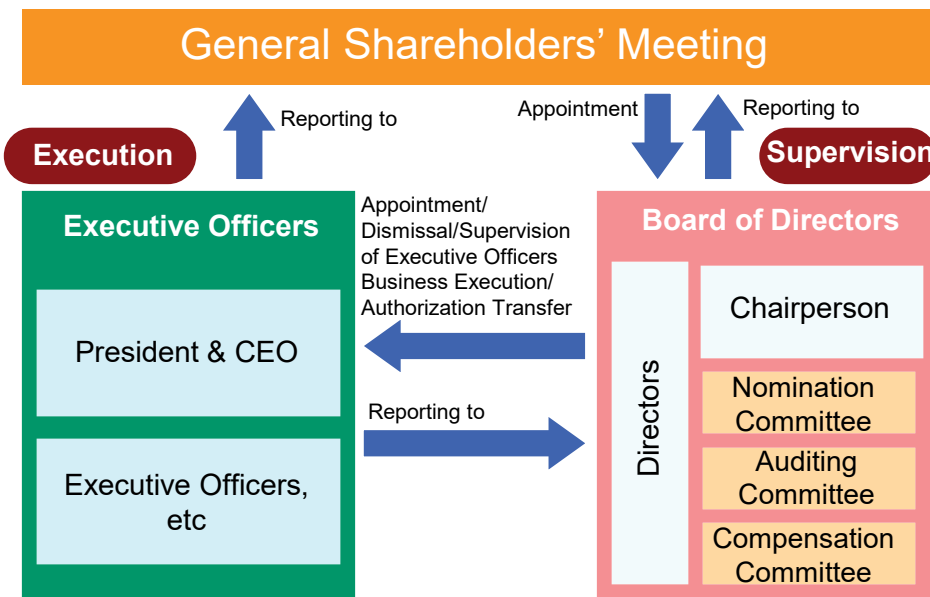 General Shareholders’ Meeting
Reporting to
Appointment
Reporting to
Execution
Supervision
Executive Officers
President & CEO
Executive Officers,
etc
Appointment/
Dismissal/Supervision
of Executive Officers
Business Execution/
Authorization Transfer
Reporting to
Board of Directors
Directors
Chairperson
Nomination
Committee
Auditing
Committee
Compensation
Committee